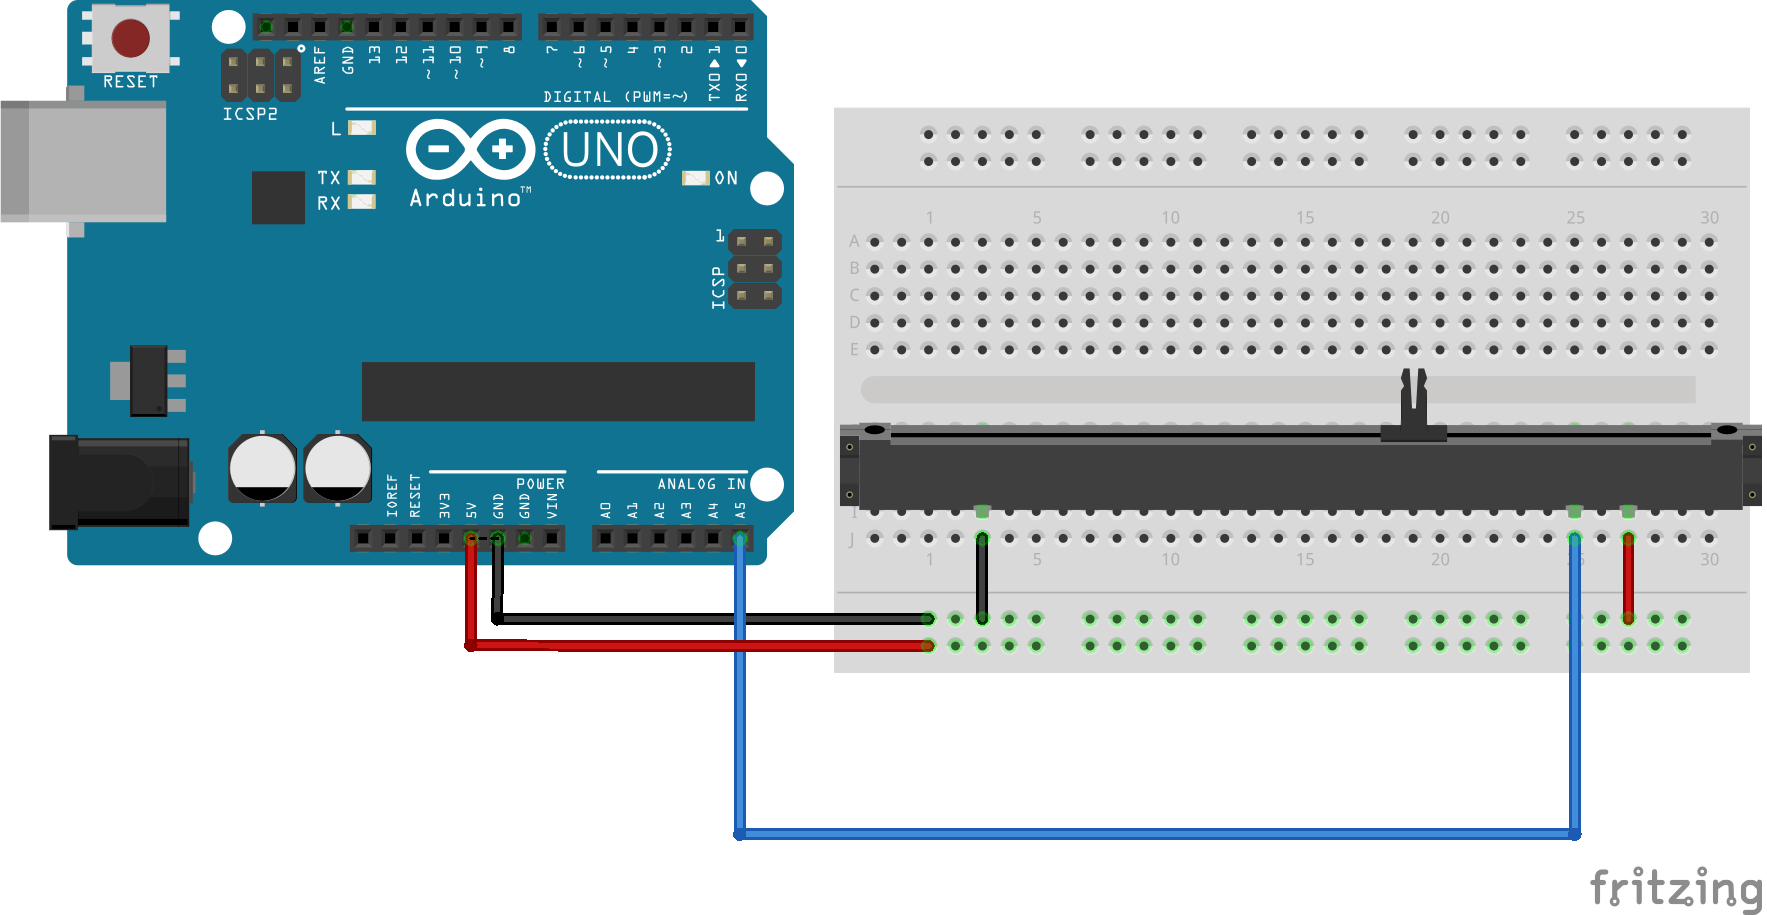 RESET
ICSP2
AREF
GND
13
12
~11
~10
~9
8
7
~6
~5
4
~3
2
TX0▶1
RX0◀0
DIGITAL (PWM=~)
L
TX
RX
UNO
Arduino™
ON
1
ICSP
IOREF
RESET
3V3
5V
GND
GND
VIN
POWER
ANALOG IN
A0
A1
A2
A3
A4
A5
1 5 10 15 20 25 30
A
B
C
D
E
I
J
1 5 10 15 20 25 30
fritzing